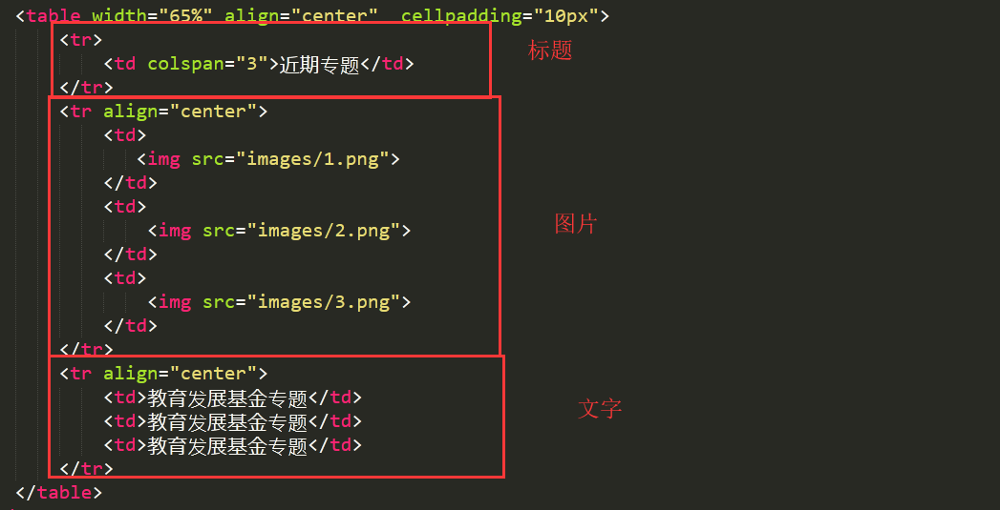 <table width="65%" align="center"  cellpadding="10px">
<tr>
标题
<td colspan="3">近期专题</td>
</tr>
<tr align="center">
<td>
<img src="images/1.png">
</td>
<td>
<img src="images/2.png">
图片
</td>
<td>
<img src="images/3.png">
</td>
</tr>
<tr align="center">
<td>教育发展基金专题</td>
文字
<td>教育发展基金专题</td>
<td>教育发展基金专题</td>
</tr>
</table>